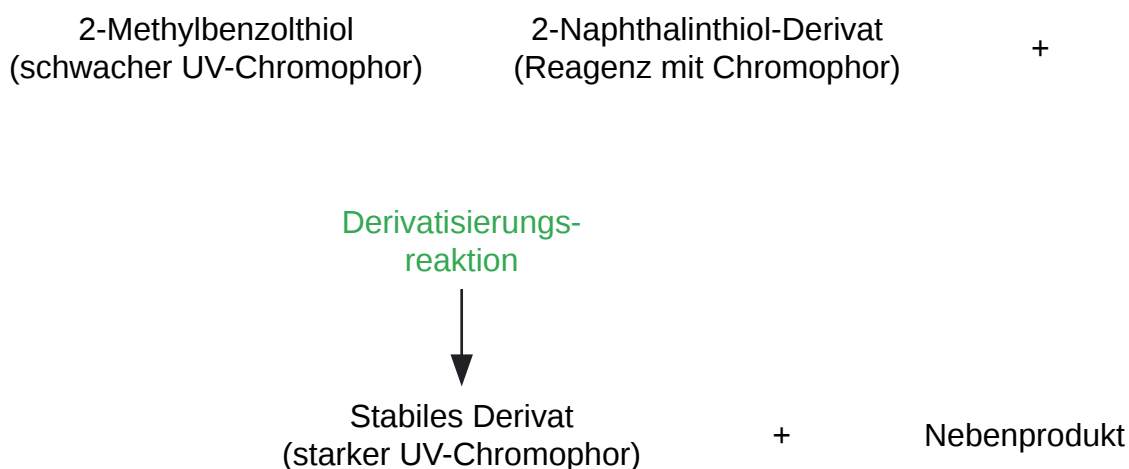 2-Methylbenzolthiol
(schwacher UV-Chromophor)
2-Naphthalinthiol-Derivat
(Reagenz mit Chromophor)
+
Derivatisierungs-
reaktion
Stabiles Derivat
(starker UV-Chromophor)
+
Nebenprodukt